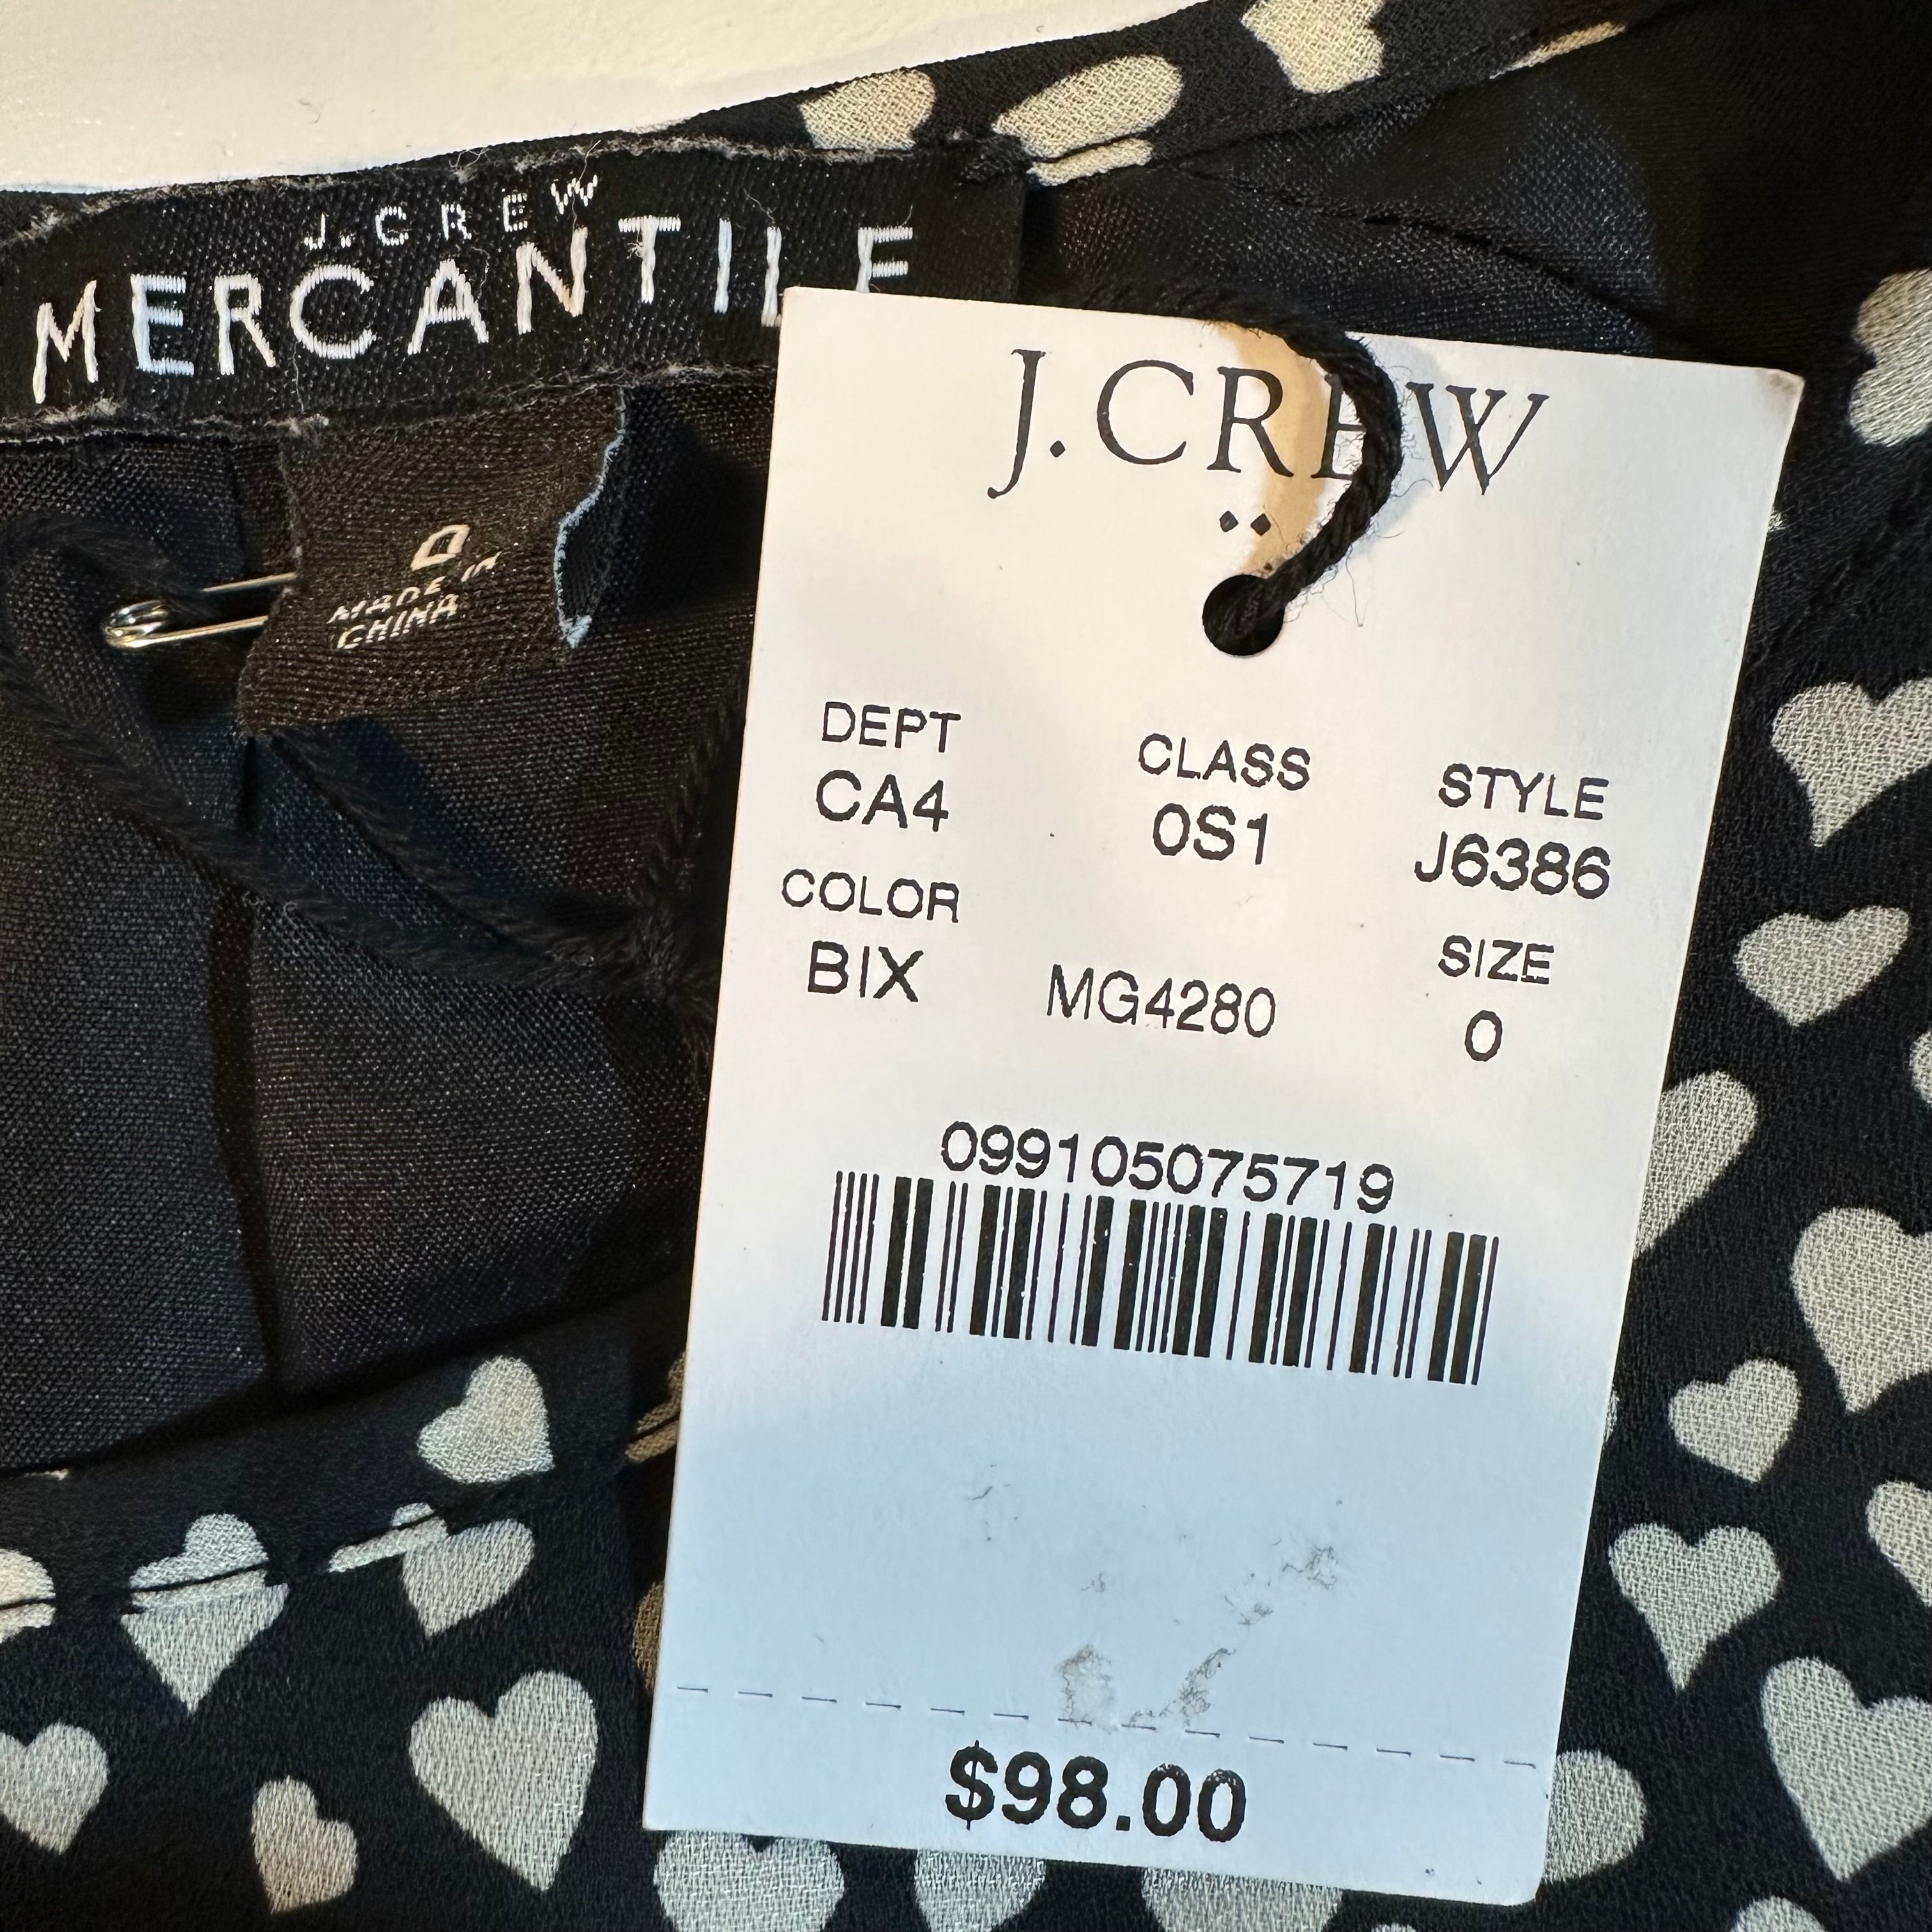 J.CREW
MERCANTILE
0
MADE IN
CHINA
J.CREW
DEPT CLASS STYLE
CA4 0S1 J6386
COLOR SIZE
BIX MG4280 0
099105075719
$98.00